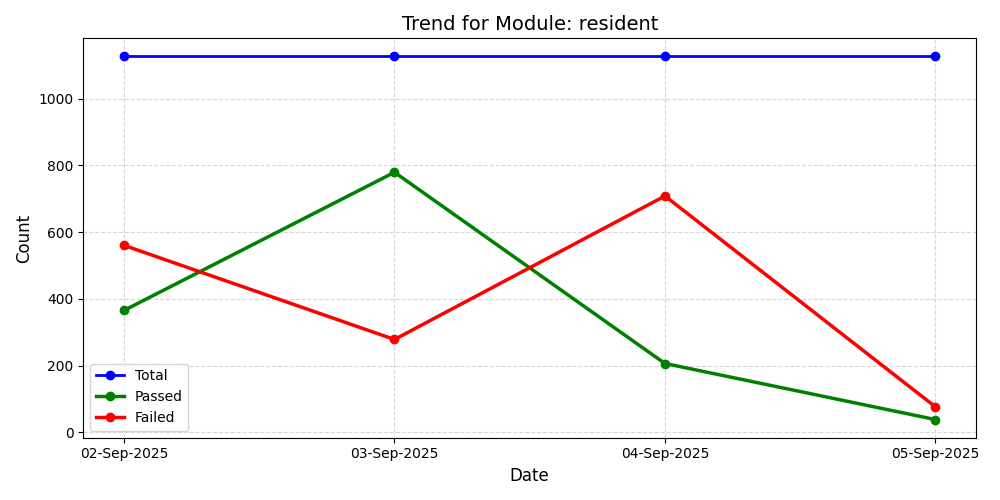 Trend for Module: resident
1000
800
600
400
200
0
Count
Total
Passed
Failed
02-Sep-2025 03-Sep-2025 04-Sep-2025 05-Sep-2025
Date